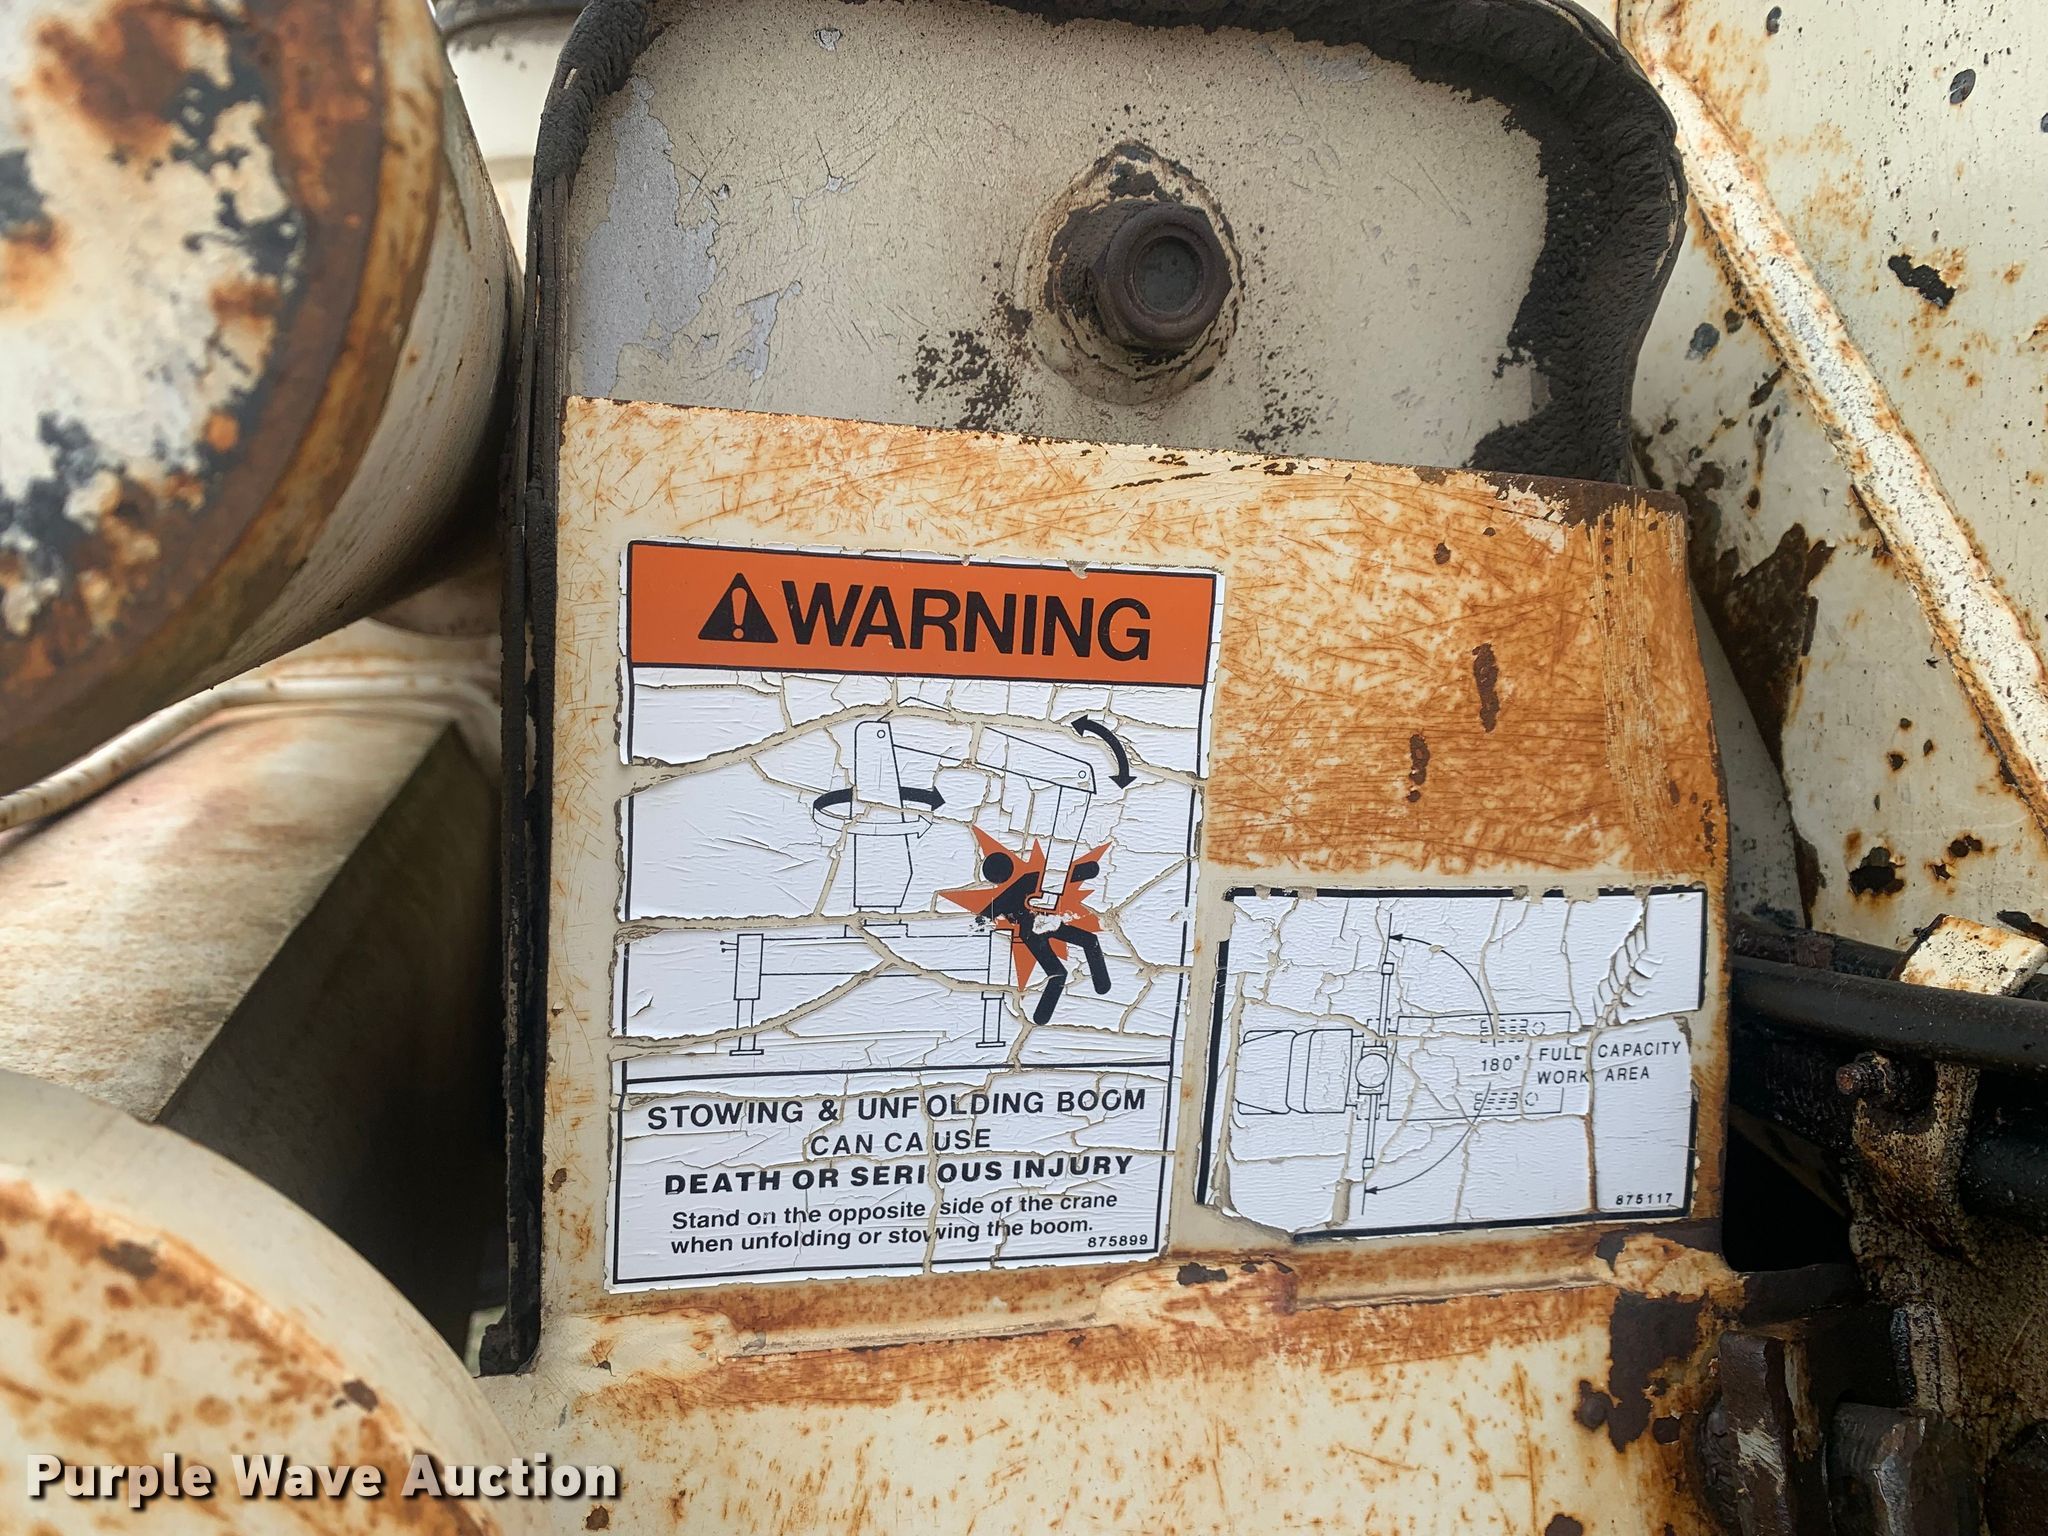 WARNING
STOWING & UNFOLDING BOOM
CAN CAUSE
DEATH OR SERIOUS INJURY
Stand on the opposite side of the crane
when unfolding or stowing the boom.
875899
180° FULL CAPACITY
WORK AREA
875117
Purple Wave Auction